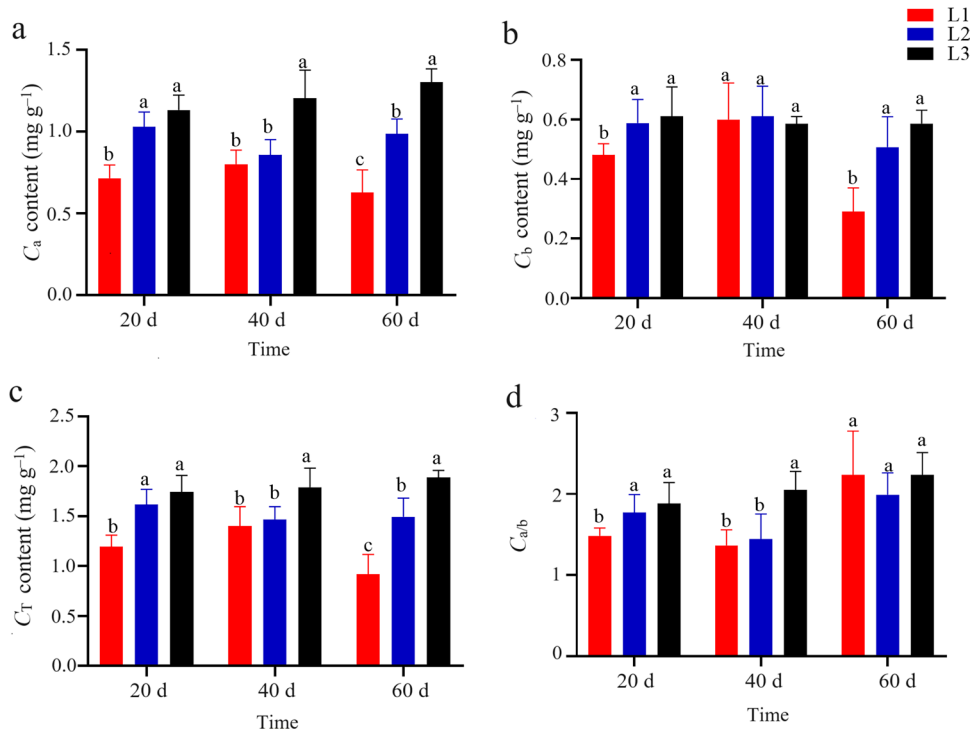 L1
L2
L3
a
Ca content (mg g–1)
1.5
1.0
0.5
0.0
b a a
b b a
c b a
20 d 40 d 60 d
Time
b
Cb content (mg g–1)
0.8
0.6
0.4
0.2
0.0
b a a
a a a
b a a
20 d 40 d 60 d
Time
c
CT content (mg g–1)
2.5
2.0
1.5
1.0
0.5
0.0
b a a
b b a
c b a
20 d 40 d 60 d
Time
d
Ca/b
3
2
1
0
b a a
b b a
a a a
20 d 40 d 60 d
Time